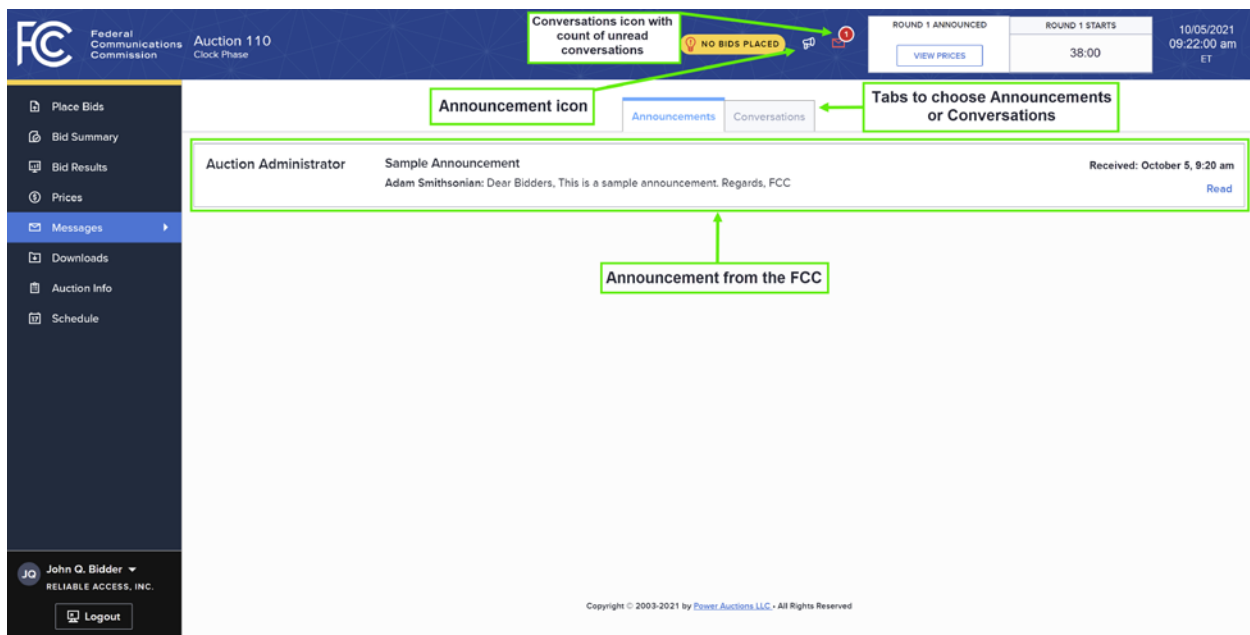 Federal
Communications
Commission
Auction 110
Clock Phase
Conversations icon with
count of unread
conversations
NO BIDS PLACED
1
ROUND 1 ANNOUNCED
VIEW PRICES
ROUND 1 STARTS
38:00
10/05/2021
09:22:00 am
ET
Place Bids
Bid Summary
Bid Results
Prices
Messages
Downloads
Auction Info
Schedule
Announcement icon
Announcements
Conversations
Tabs to choose Announcements
or Conversations
Auction Administrator
Sample Announcement
Received: October 5, 9:20 am
Adam Smithsonian: Dear Bidders, This is a sample announcement. Regards, FCC
Read
Announcement from the FCC
JQ
John Q. Bidder
RELIABLE ACCESS, INC.
Logout
Copyright © 2003-2021 by Power Auctions LLC - All Rights Reserved